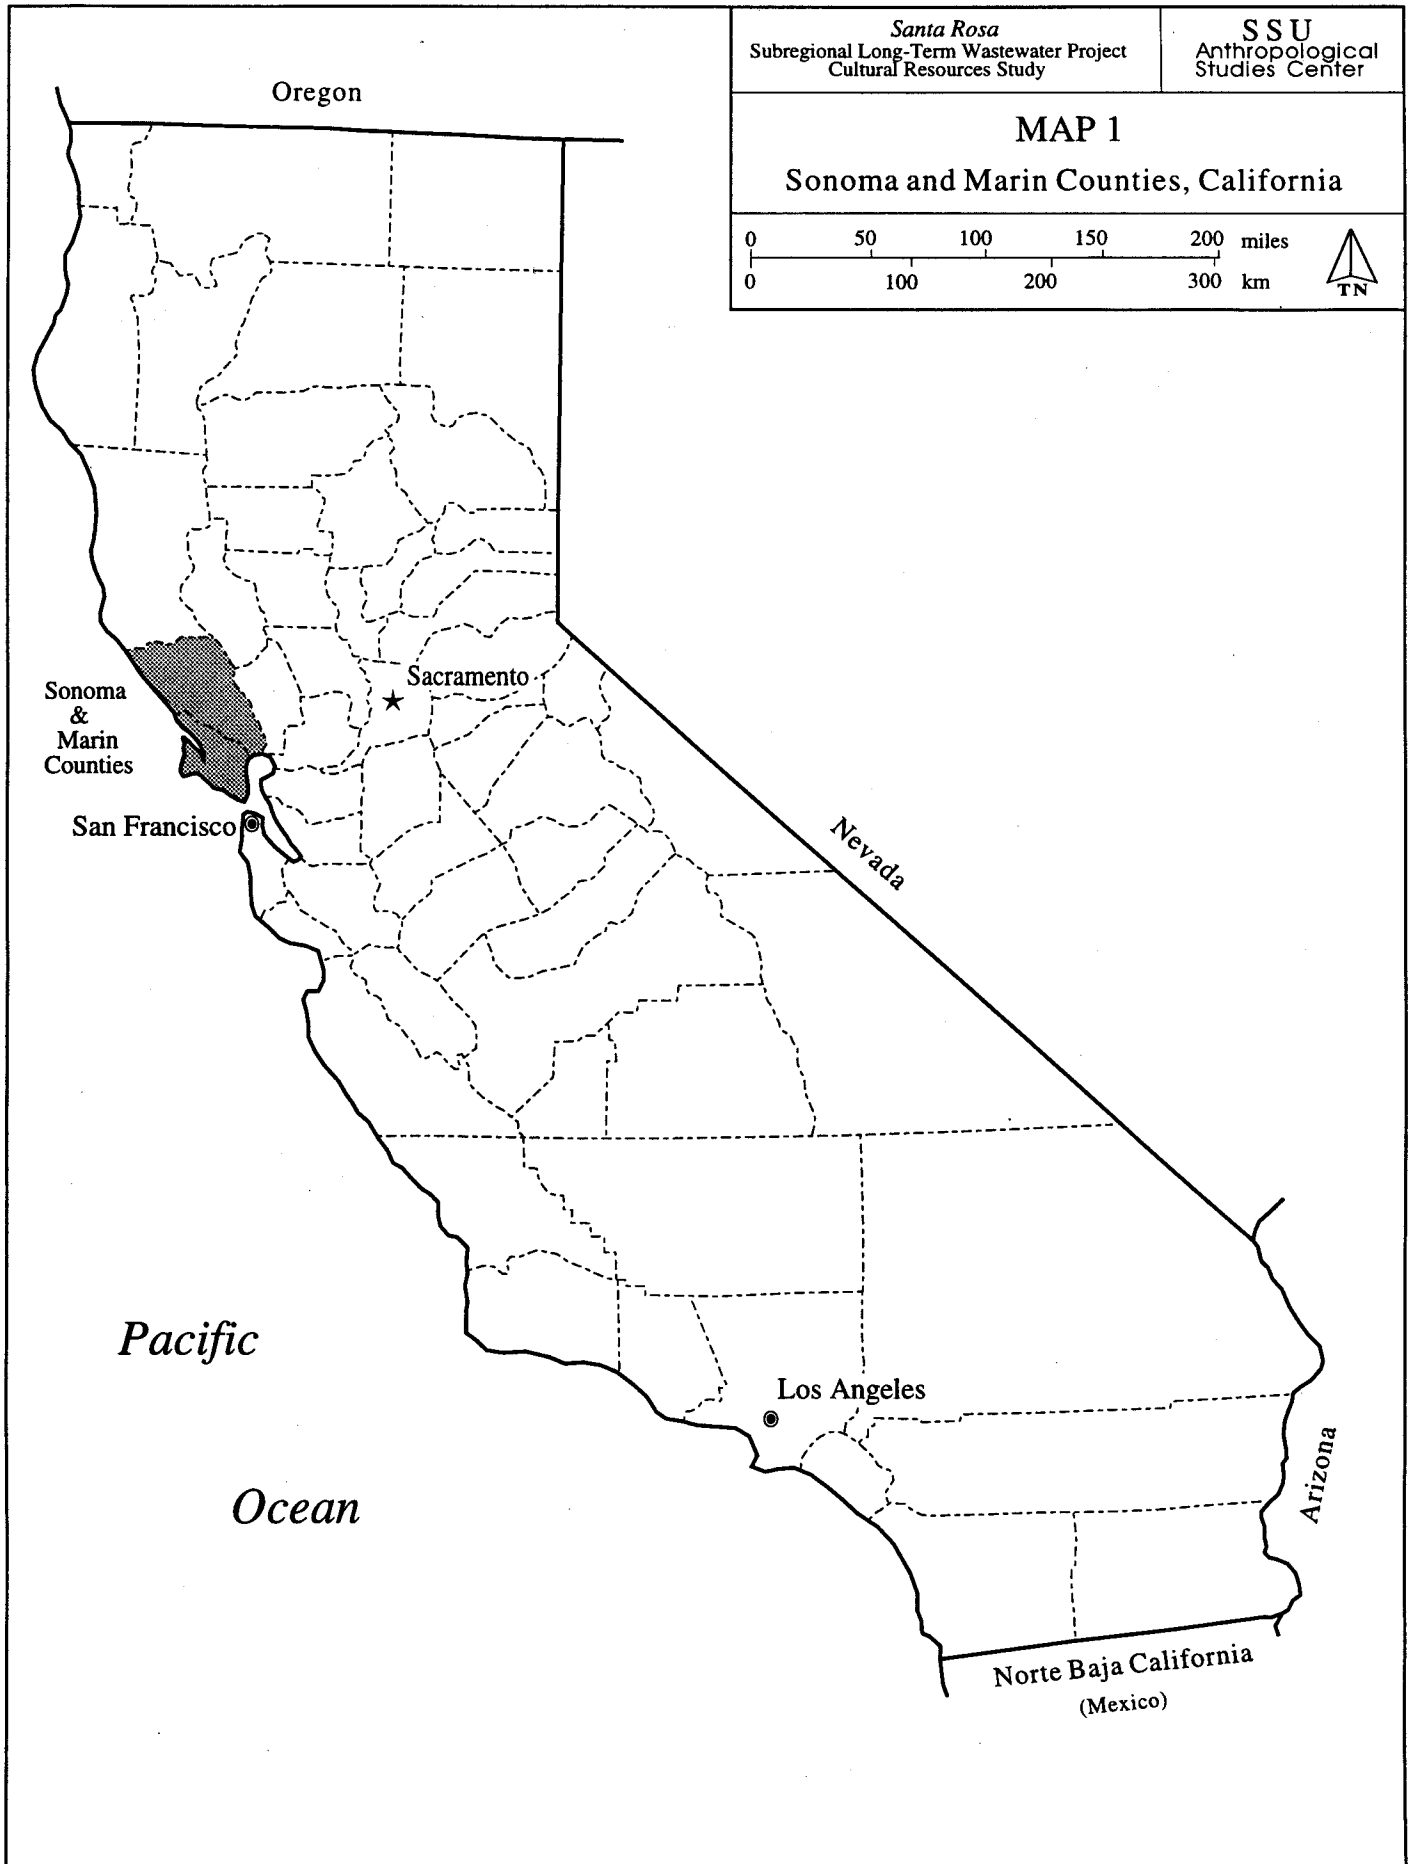 Santa Rosa
Subregional Long-Term Wastewater Project
Cultural Resources Study
S S U
Anthropological
Studies Center
MAP 1
Sonoma and Marin Counties, California
0 50 100 150 200 miles
0 100 200 300 km
TN
Oregon
Sacramento
Sonoma
&
Marin
Counties
San Francisco
Nevada
Pacific
Los Angeles
Ocean
Arizona
Norte Baja California
(Mexico)